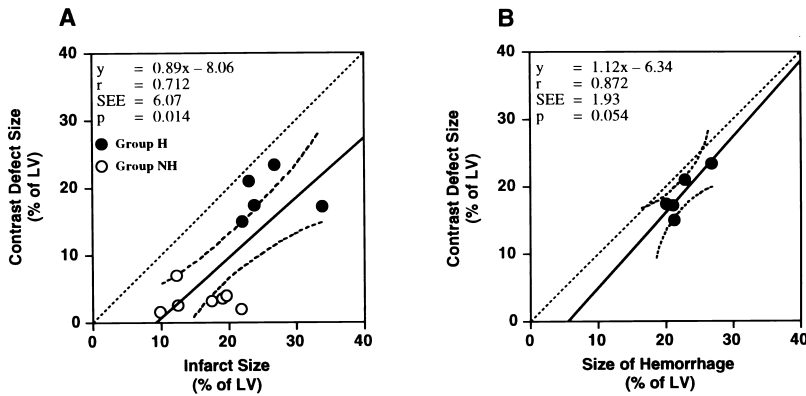 A
40
30
20
10
0
Contrast Defect Size
(% of LV)
y = 0.89x – 8.06
r = 0.712
SEE = 6.07
p = 0.014
Group H
Group NH
0 10 20 30 40
Infarct Size
(% of LV)
B
40
30
20
10
0
Contrast Defect Size
(% of LV)
y = 1.12x – 6.34
r = 0.872
SEE = 1.93
p = 0.054
0 10 20 30 40
Size of Hemorrhage
(% of LV)